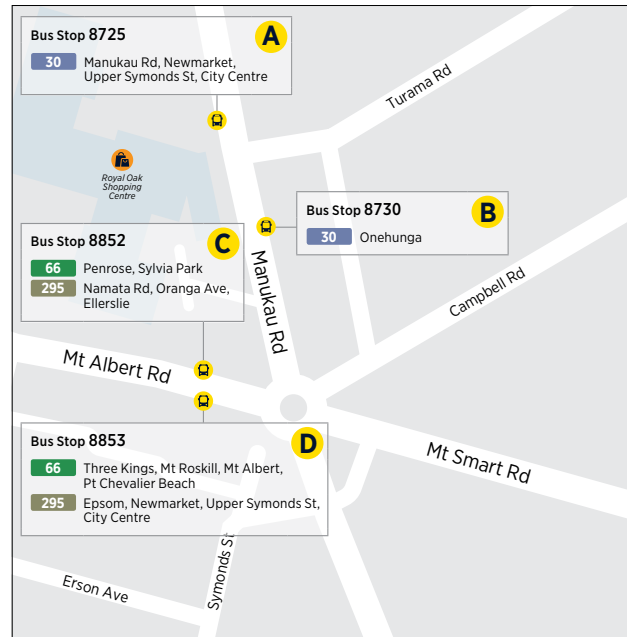 Bus Stop 8725
A
30
Manukau Rd, Newmarket,
Upper Symonds St, City Centre
Turama Rd
Royal Oak
Shopping
Centre
Bus Stop 8730
B
30
Onehunga
Bus Stop 8852
C
66
Penrose, Sylvia Park
295
Namata Rd, Oranga Ave,
Ellerslie
Manukau Rd
Campbell Rd
Mt Albert Rd
Bus Stop 8853
D
66
Three Kings, Mt Roskill, Mt Albert,
Pt Chevalier Beach
295
Epsom, Newmarket, Upper Symonds St,
City Centre
Mt Smart Rd
Symonds St
Erson Ave